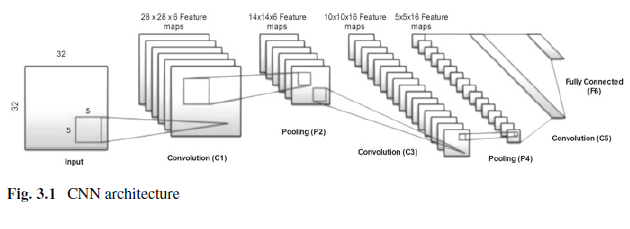 28 x 28 x 6 Feature
maps
14x14x6 Feature
maps
10x10x16 Feature
maps
5x5x16 Feature
maps
32
32
5
5
Input
Convolution (C1)
Pooling (P2)
Convolution (C3)
Pooling (P4)
Convolution (C5)
Fully Connected
(F6)
Fig. 3.1 CNN architecture